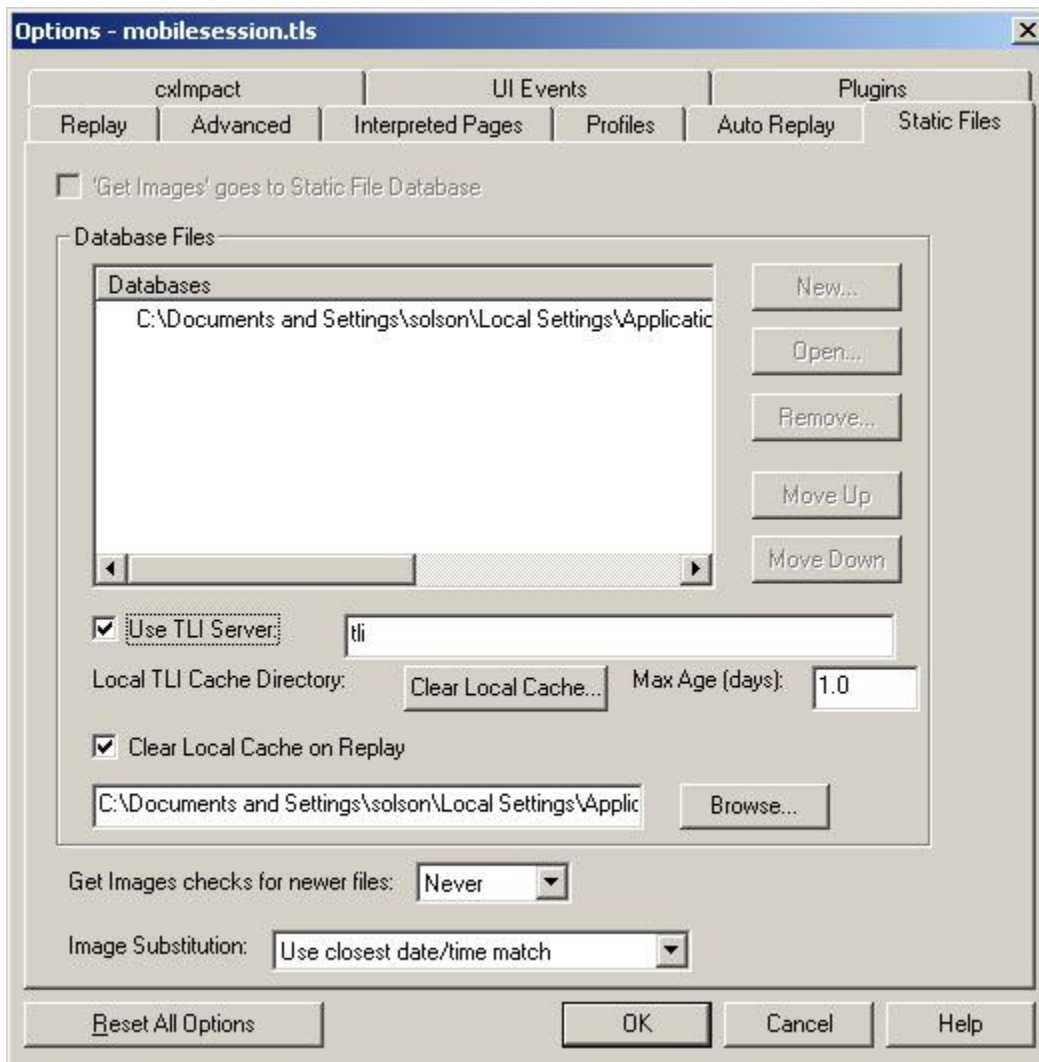 Options - mobilesession.tls
cxImpact UI Events Plugins
Replay Advanced Interpreted Pages Profiles Auto Replay Static Files
'Get Images' goes to Static File Database
Database Files
Databases
C:\Documents and Settings\solson\Local Settings\Applicatic
New...
Open...
Remove...
Move Up
Move Down
Use TLI Server: tli
Local TLI Cache Directory: Clear Local Cache... Max Age (days): 1.0
Clear Local Cache on Replay
C:\Documents and Settings\solson\Local Settings\Applic Browse...
Get Images checks for newer files: Never
Image Substitution: Use closest date/time match
Reset All Options OK Cancel Help